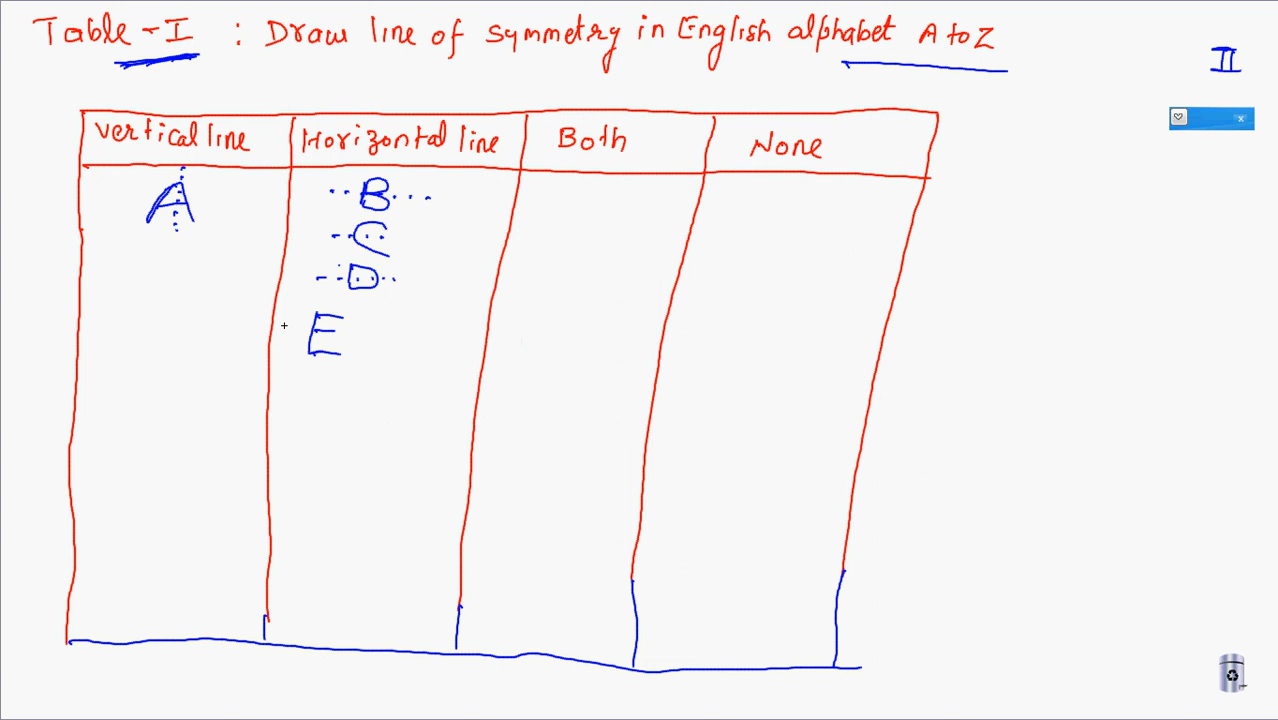 Table - I : Draw line of symmetry in English alphabet A to Z
II
Vertical line Horizontal line Both None
A B
C
D
E